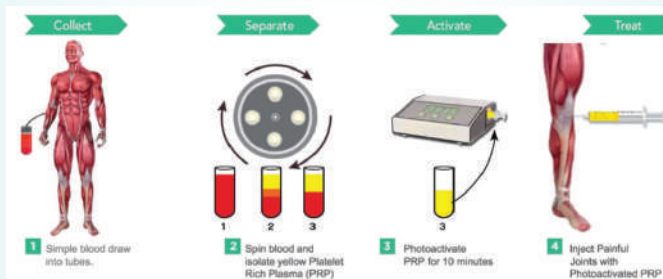 Collect
Separate
Activate
Treat
1
2
3
3
1 Simple blood draw
into tubes.
2 Spin blood and
isolate yellow Platelet
Rich Plasma (PRP)
3 Photoactivate
PRP for 10 minutes
4 Inject Painful
Joints with
Photoactivated PRP